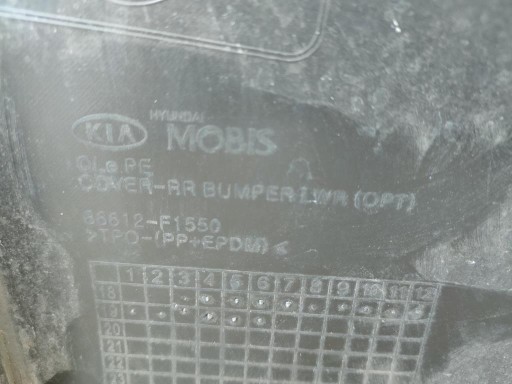 KIA HYUNDAI MOBIS
QLe PE
COVER-RR BUMPER LWR (OPT)
86612-F1550
>TPO-(PP+EPDM)<
1 2 3 4 5 6 7 8 9 10 11 12
18
19
20
21
22
23